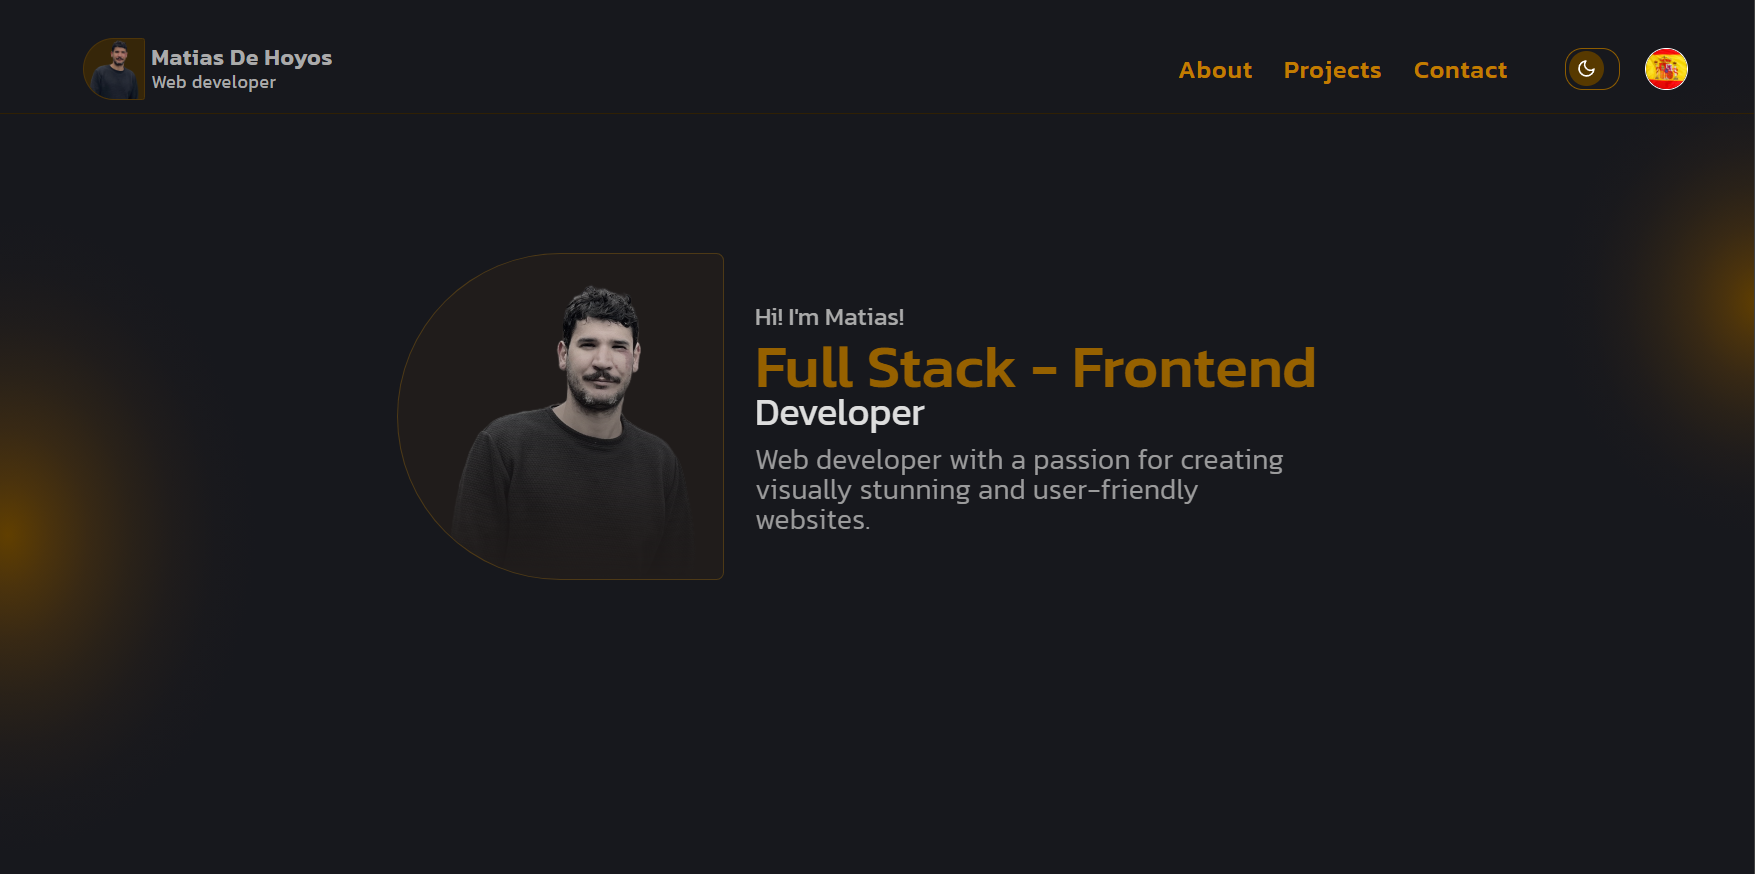 Matias De Hoyos
Web developer
About Projects Contact
Hi! I'm Matias!
Full Stack - Frontend
Developer
Web developer with a passion for creating
visually stunning and user-friendly
websites.